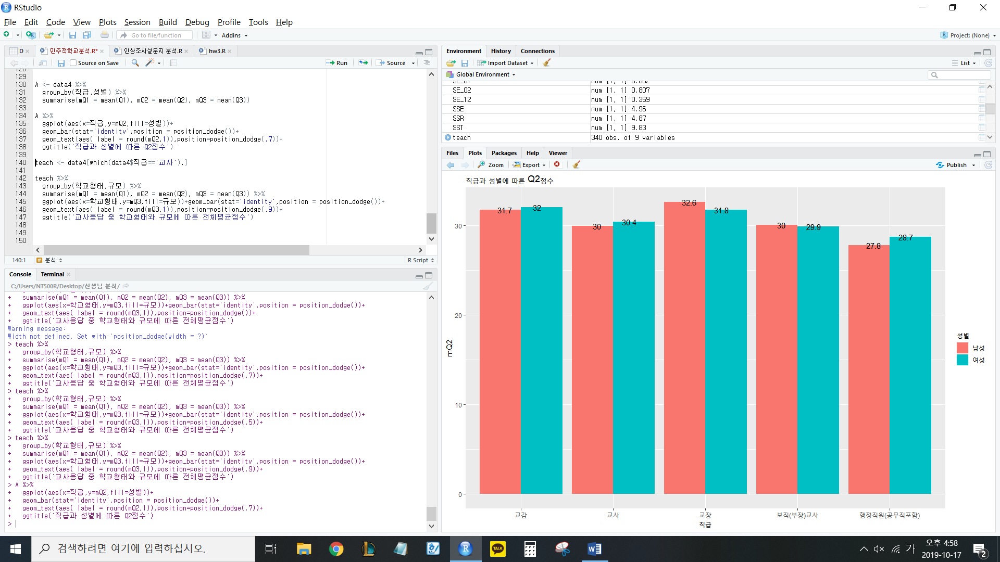 RStudio
File Edit Code View Plots Session Build Debug Profile Tools Help
Go to file/function Addins Project: (None)
D 민주적학교분석.R* 인상조사설문지 분석.R hw3.R
Source on Save Run Source
129
130 A <- data4 %>%
131 group_by(직급,성별) %>%
132 summarise(mQ1 = mean(Q1), mQ2 = mean(Q2), mQ3 = mean(Q3))
133
134 A %>%
135 ggplot(aes(x=직급,y=mQ2,fill=성별))+
136 geom_bar(stat='identity',position = position_dodge())+
137 geom_text(aes( label = round(mQ2,1)),position=position_dodge(.7))+
138 ggtitle('직급과 성별에 따른 Q2점수')
139
140 teach <- data4[which(data4$직급=='교사'),]
141
142 teach %>%
143 group_by(학교형태,규모) %>%
144 summarise(mQ1 = mean(Q1), mQ2 = mean(Q2), mQ3 = mean(Q3)) %>%
145 ggplot(aes(x=학교형태,y=mQ3,fill=규모))+geom_bar(stat='identity',position = position_dodge())+
146 geom_text(aes( label = round(mQ3,1)),position=position_dodge(.9))+
147 ggtitle('교사응답 중 학교형태와 규모에 따른 전체평균점수')
148
149
150
140:1 # 분석 R Script
Console Terminal
C:/Users/NT500R/Desktop/선생님 분석/
+ summarise(mQ1 = mean(Q1), mQ2 = mean(Q2), mQ3 = mean(Q3)) %>%
+ ggplot(aes(x=학교형태,y=mQ3,fill=규모))+geom_bar(stat='identity',position = position_dodge())+
+ geom_text(aes( label = round(mQ3,1)),position=position_dodge())+
+ ggtitle('교사응답 중 학교형태와 규모에 따른 전체평균점수')
Warning message:
Width not defined. Set with `position_dodge(width = ?)`
> teach %>%
+ group_by(학교형태,규모) %>%
+ summarise(mQ1 = mean(Q1), mQ2 = mean(Q2), mQ3 = mean(Q3)) %>%
+ ggplot(aes(x=학교형태,y=mQ3,fill=규모))+geom_bar(stat='identity',position = position_dodge())+
+ geom_text(aes( label = round(mQ3,1)),position=position_dodge(.7))+
+ ggtitle('교사응답 중 학교형태와 규모에 따른 전체평균점수')
> teach %>%
+ group_by(학교형태,규모) %>%
+ summarise(mQ1 = mean(Q1), mQ2 = mean(Q2), mQ3 = mean(Q3)) %>%
+ ggplot(aes(x=학교형태,y=mQ3,fill=규모))+geom_bar(stat='identity',position = position_dodge())+
+ geom_text(aes( label = round(mQ3,1)),position=position_dodge(.5))+
+ ggtitle('교사응답 중 학교형태와 규모에 따른 전체평균점수')
> teach %>%
+ group_by(학교형태,규모) %>%
+ summarise(mQ1 = mean(Q1), mQ2 = mean(Q2), mQ3 = mean(Q3)) %>%
+ ggplot(aes(x=학교형태,y=mQ3,fill=규모))+geom_bar(stat='identity',position = position_dodge())+
+ geom_text(aes( label = round(mQ3,1)),position=position_dodge(.9))+
+ ggtitle('교사응답 중 학교형태와 규모에 따른 전체평균점수')
> A %>%
+ ggplot(aes(x=직급,y=mQ2,fill=성별))+
+ geom_bar(stat='identity',position = position_dodge())+
+ geom_text(aes( label = round(mQ2,1)),position=position_dodge(.7))+
+ ggtitle('직급과 성별에 따른 Q2점수')
>
Environment History Connections
Import Dataset List
Global Environment
SE_02 num [1, 1] 0.807
SE_12 num [1, 1] 0.359
SSE num [1, 1] 4.96
SSR num [1, 1] 4.87
SST num [1, 1] 9.83
teach 340 obs. of 9 variables
Files Plots Packages Help Viewer
Zoom Export Publish
직급과 성별에 따른 Q2점수
31.7 32 30 30.4 32.6 31.8 30 29.9 27.8 28.7
30
20
10
0
mQ2
교감 교사 교장 보직(부장)교사 행정직원(공무직포함)
직급
성별
남성
여성
검색하려면 여기에 입력하십시오.
TALK
가
오후 4:58
2019-10-17
2